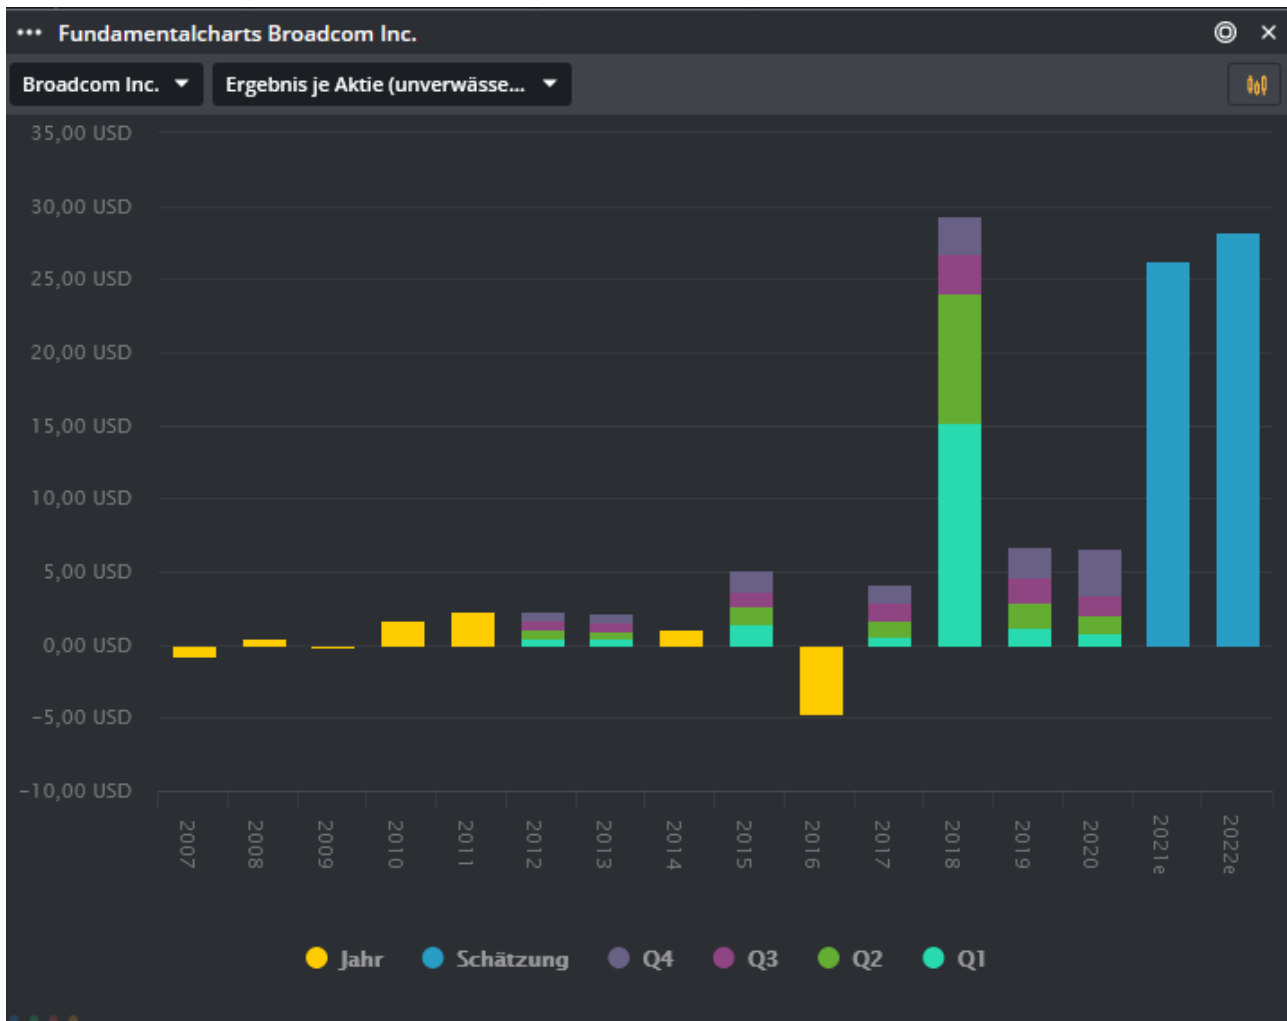 Fundamentalcharts Broadcom Inc.
Broadcom Inc.
Ergebnis je Aktie (unverwässe...
35,00 USD
30,00 USD
25,00 USD
20,00 USD
15,00 USD
10,00 USD
5,00 USD
0,00 USD
−5,00 USD
−10,00 USD
2007
2008
2009
2010
2011
2012
2013
2014
2015
2016
2017
2018
2019
2020
2021e
2022e
Jahr
Schätzung
Q4
Q3
Q2
Q1